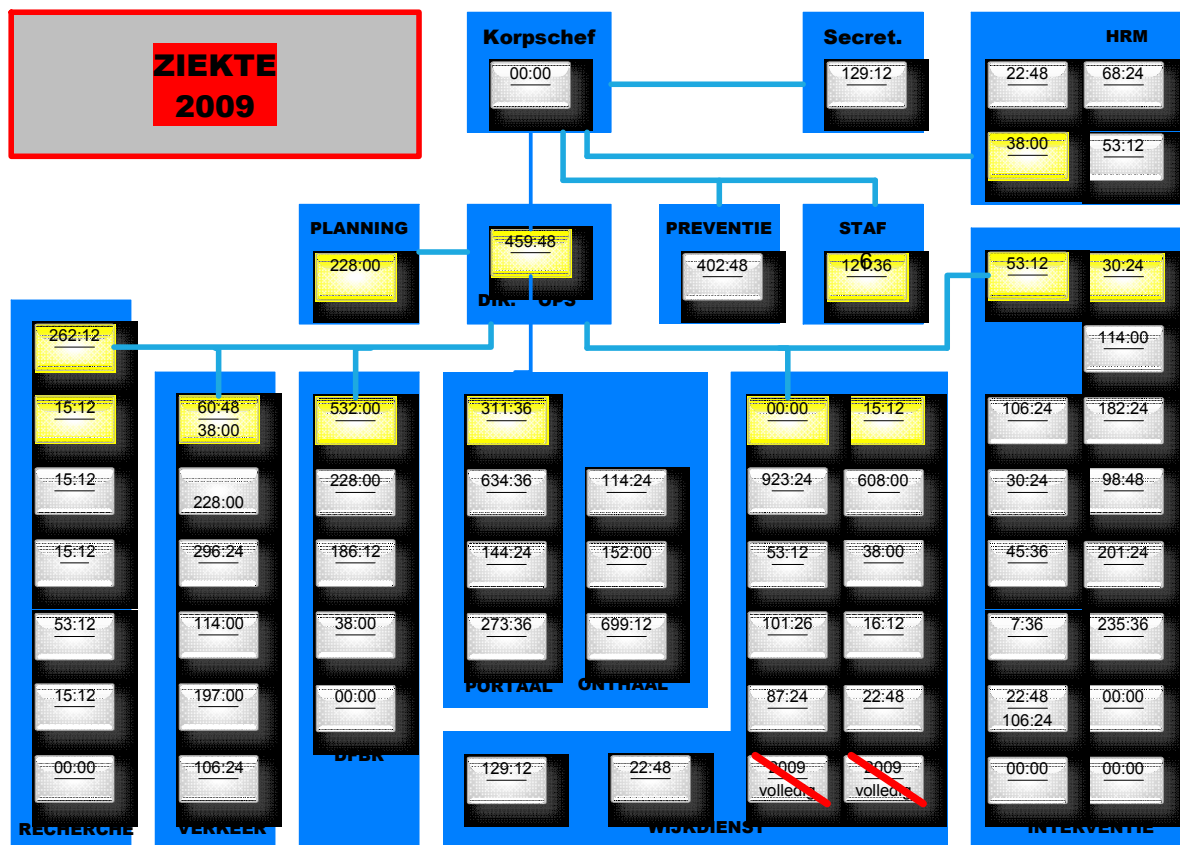 ZIEKTE
2009
Korpschef
00:00
Secret.
129:12
HRM
22:48 68:24
38:00 53:12
PLANNING
228:00
459:48
DIR. OPS
PREVENTIE
402:48
STAF
6
121:36
RECHERCHE
262:12
15:12
15:12
15:12
53:12
15:12
00:00
VERKEER
60:48
38:00
228:00
296:24
114:00
197:00
106:24
532:00
228:00
186:12
38:00
00:00
DPBR
311:36
634:36 114:24
144:24 152:00
273:36 699:12
PORTAAL ONTHAAL
00:00 15:12
923:24 608:00
53:12 38:00
101:26 16:12
87:24 22:48
129:12 22:48 2009 2009
volledig volledig
WIJKDIENST
53:12 30:24
114:00
106:24 182:24
30:24 98:48
45:36 201:24
7:36 235:36
22:48 00:00
106:24
00:00 00:00
INTERVENTIE